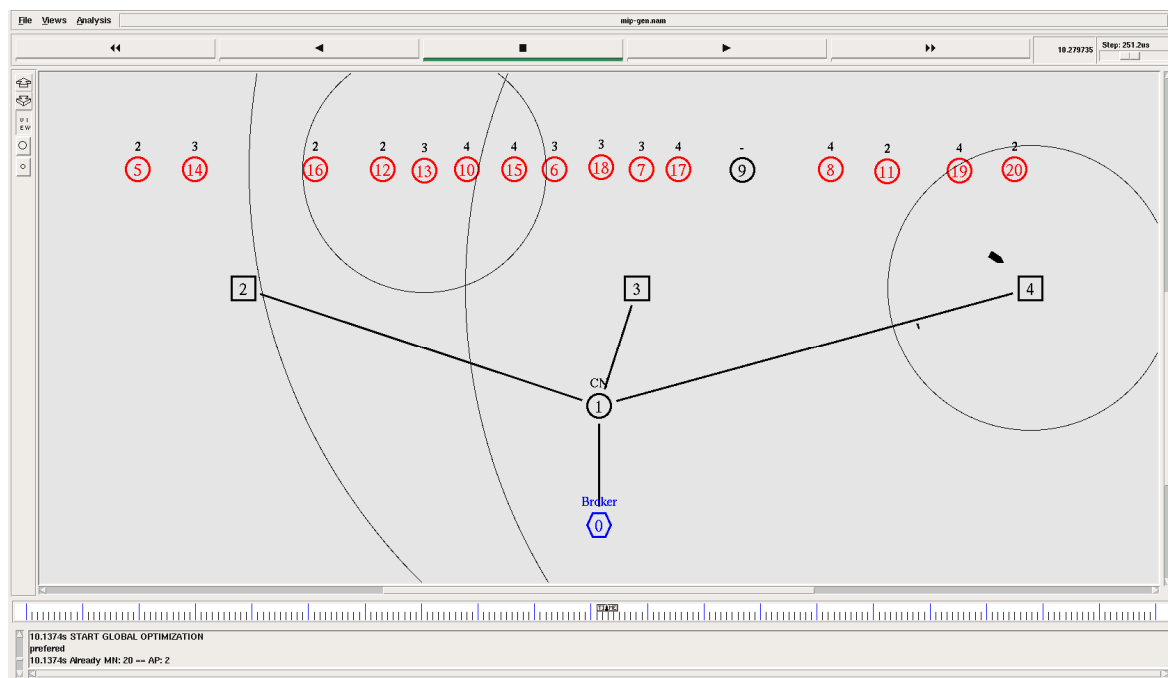 File Views Analysis mip-gen.nam
10.279735 Step: 251.2us
VI
EW
2 3 2 2 3 4 4 3 3 3 4 - 4 2 4 2
5 14 16 12 13 10 15 6 18 7 17 9 8 11 19 20
2 3 4
CN
1
Broker
0
10.1374s START GLOBAL OPTIMIZATION
prefered
10.1374s Already MN: 20 -- AP: 2